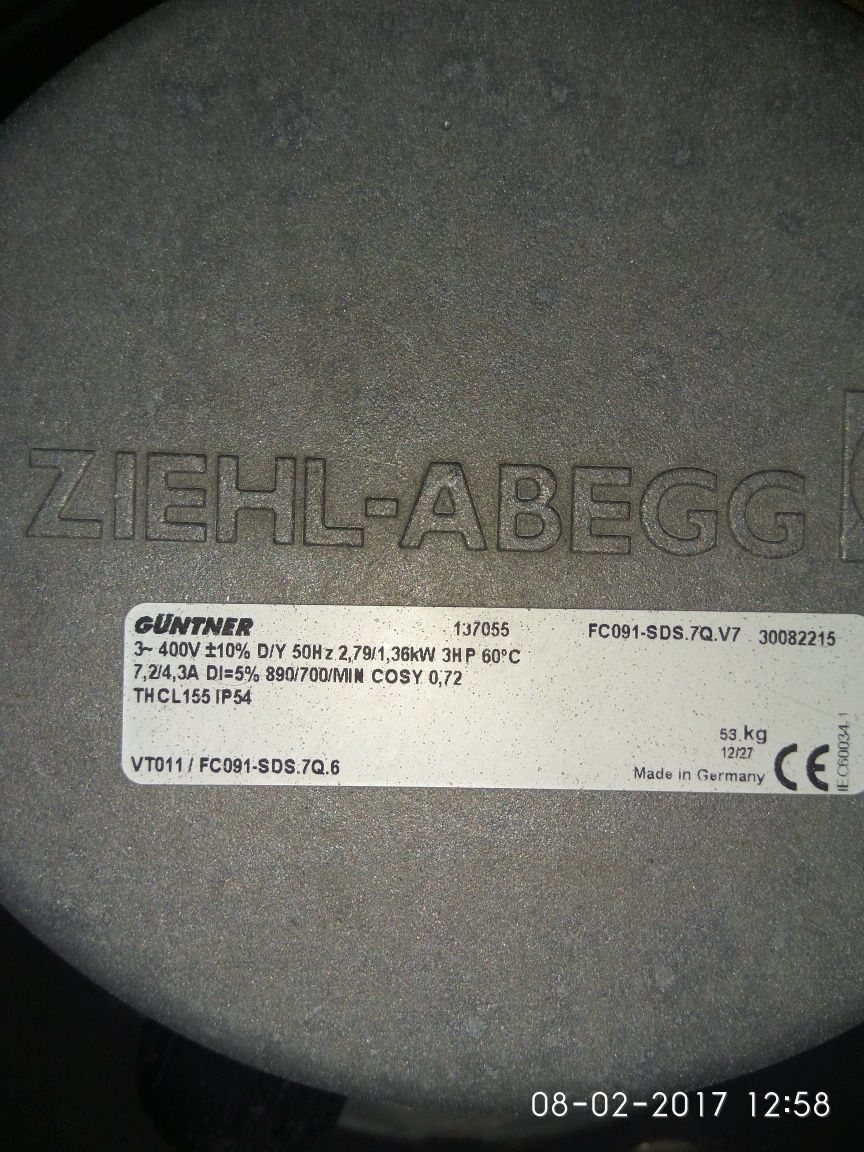 ZIEHL-ABEGG
GÜNTNER 137055 FC091-SDS.7Q.V7 30082215
3~ 400V ±10% D/Y 50Hz 2,79/1,36kW 3HP 60°C
7,2/4,3A DI=5% 890/700/MIN COSY 0,72
THCL155 IP54
53 kg
12/27
VT011 / FC091-SDS.7Q.6
Made in Germany CE
IEC60034-1
08-02-2017 12:58